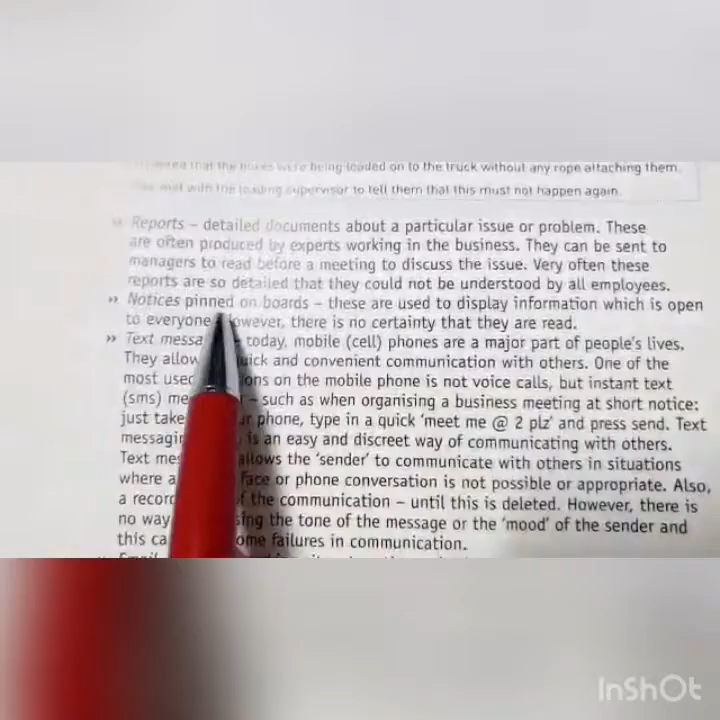 that the boxes were being loaded on to the truck without any rope attaching them.
met with the loading supervisor to tell them that this must not happen again.
» Reports – detailed documents about a particular issue or problem. These
are often produced by experts working in the business. They can be sent to
managers to read before a meeting to discuss the issue. Very often these
reports are so detailed that they could not be understood by all employees.
» Notices pinned on boards – these are used to display information which is open
to everyone. However, there is no certainty that they are read.
» Text – today, mobile (cell) phones are a major part of people's lives.
They allow quick and convenient communication with others. One of the
most used on the mobile phone is not voice calls, but instant text
(sms) – such as when organising a business meeting at short notice:
just take phone, type in a quick 'meet me @ 2 plz' and press send. Text
is an easy and discreet way of communicating with others.
Text allows the 'sender' to communicate with others in situations
where a face or phone conversation is not possible or appropriate. Also,
a record of the communication – until this is deleted. However, there is
no way the tone of the message or the 'mood' of the sender and
this some failures in communication.
InShOt